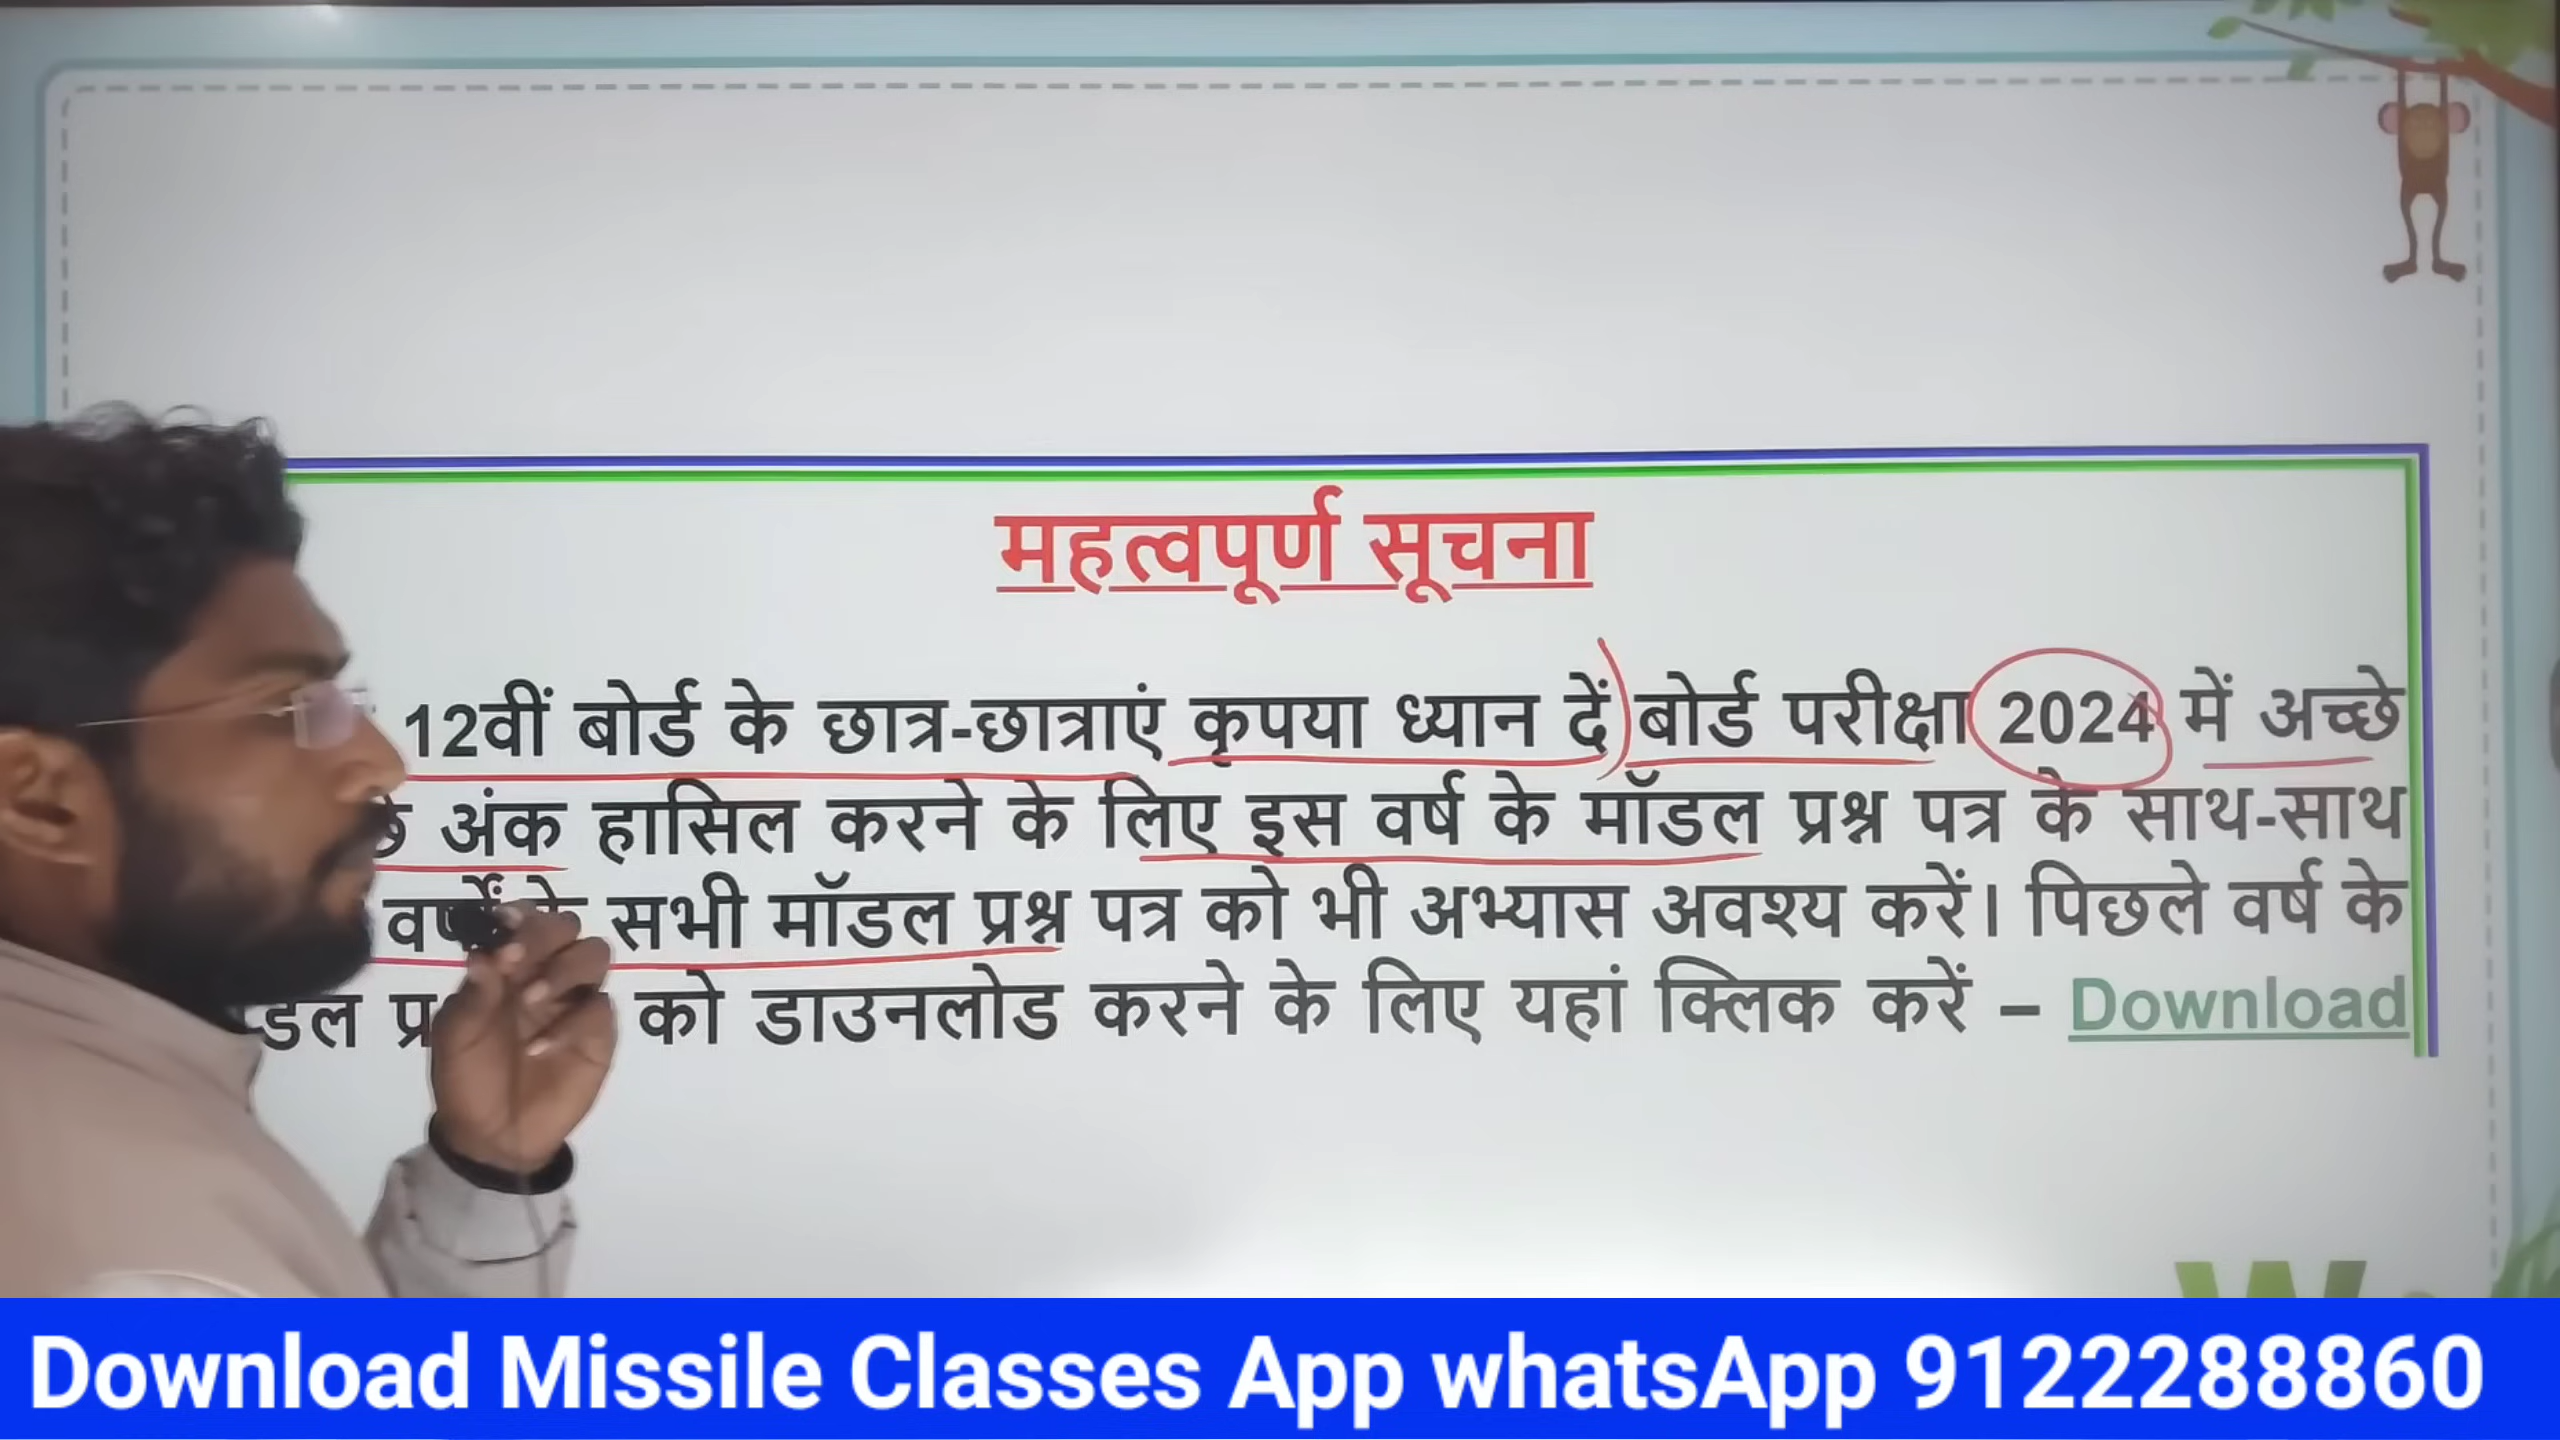 महत्वपूर्ण सूचना
12वीं बोर्ड के छात्र-छात्राएं कृपया ध्यान दें बोर्ड परीक्षा 2024 में अच्छे
अंक हासिल करने के लिए इस वर्ष के मॉडल प्रश्न पत्र के साथ-साथ
वर्षों के सभी मॉडल प्रश्न पत्र को भी अभ्यास अवश्य करें। पिछले वर्ष के
को डाउनलोड करने के लिए यहां क्लिक करें – Download
Download Missile Classes App whatsApp 9122288860